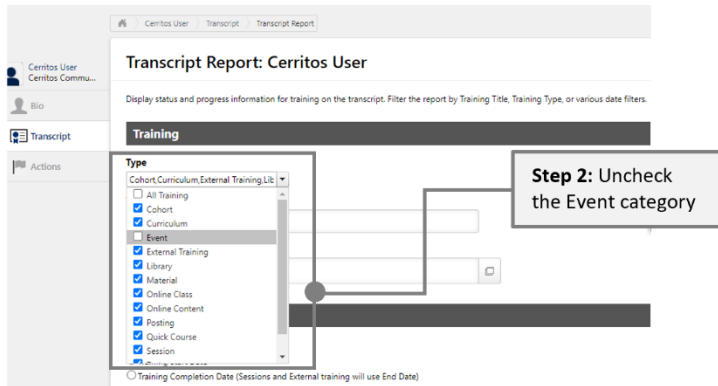 Cerritos User Transcript Transcript Report
Cerritos User
Cerritos Commu...
Bio
Transcript
Actions
Transcript Report: Cerritos User
Display status and progress information for training on the transcript. Filter the report by Training Title, Training Type, or various date filters.
Training
Type
Cohort,Curriculum,External Training,Lib
All Training
Cohort
Curriculum
Event
External Training
Library
Material
Online Class
Online Content
Posting
Quick Course
Session
Training Completion Date (Sessions and External training will use End Date)
Step 2: Uncheck
the Event category